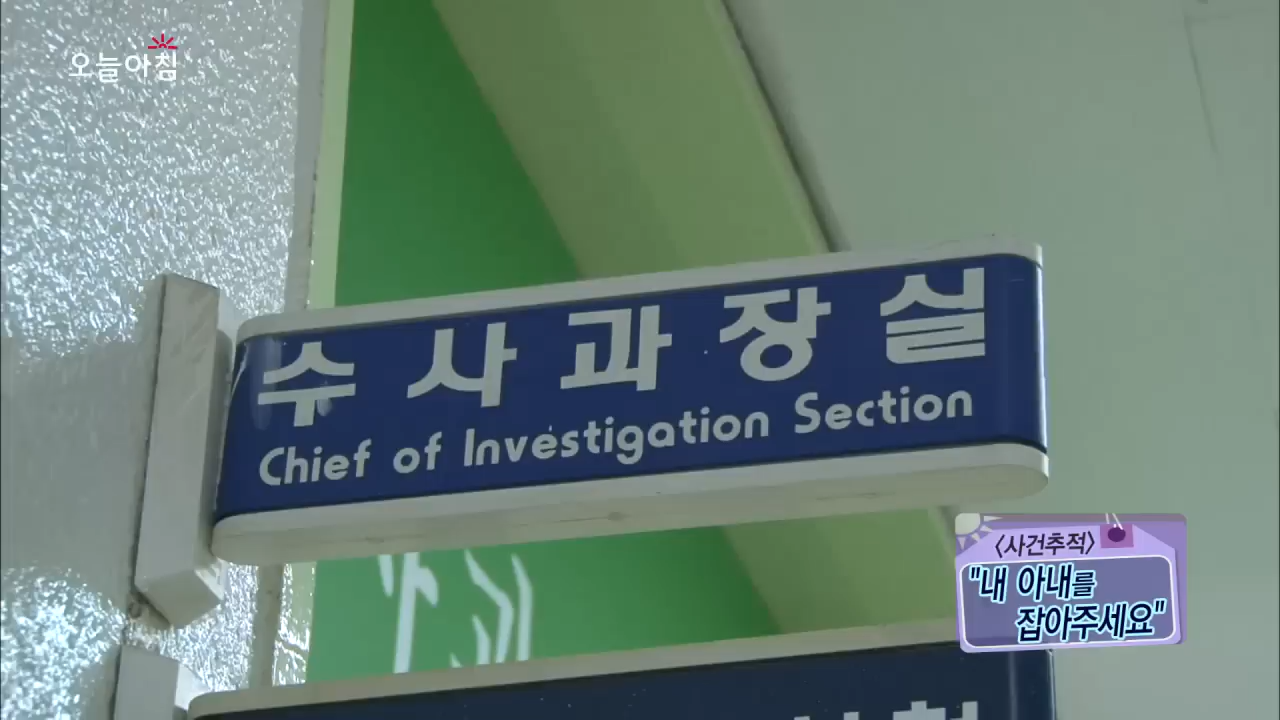 오늘아침
수사과장실
Chief of Investigation Section
<사건추적>
"내 아내를
잡아주세요"